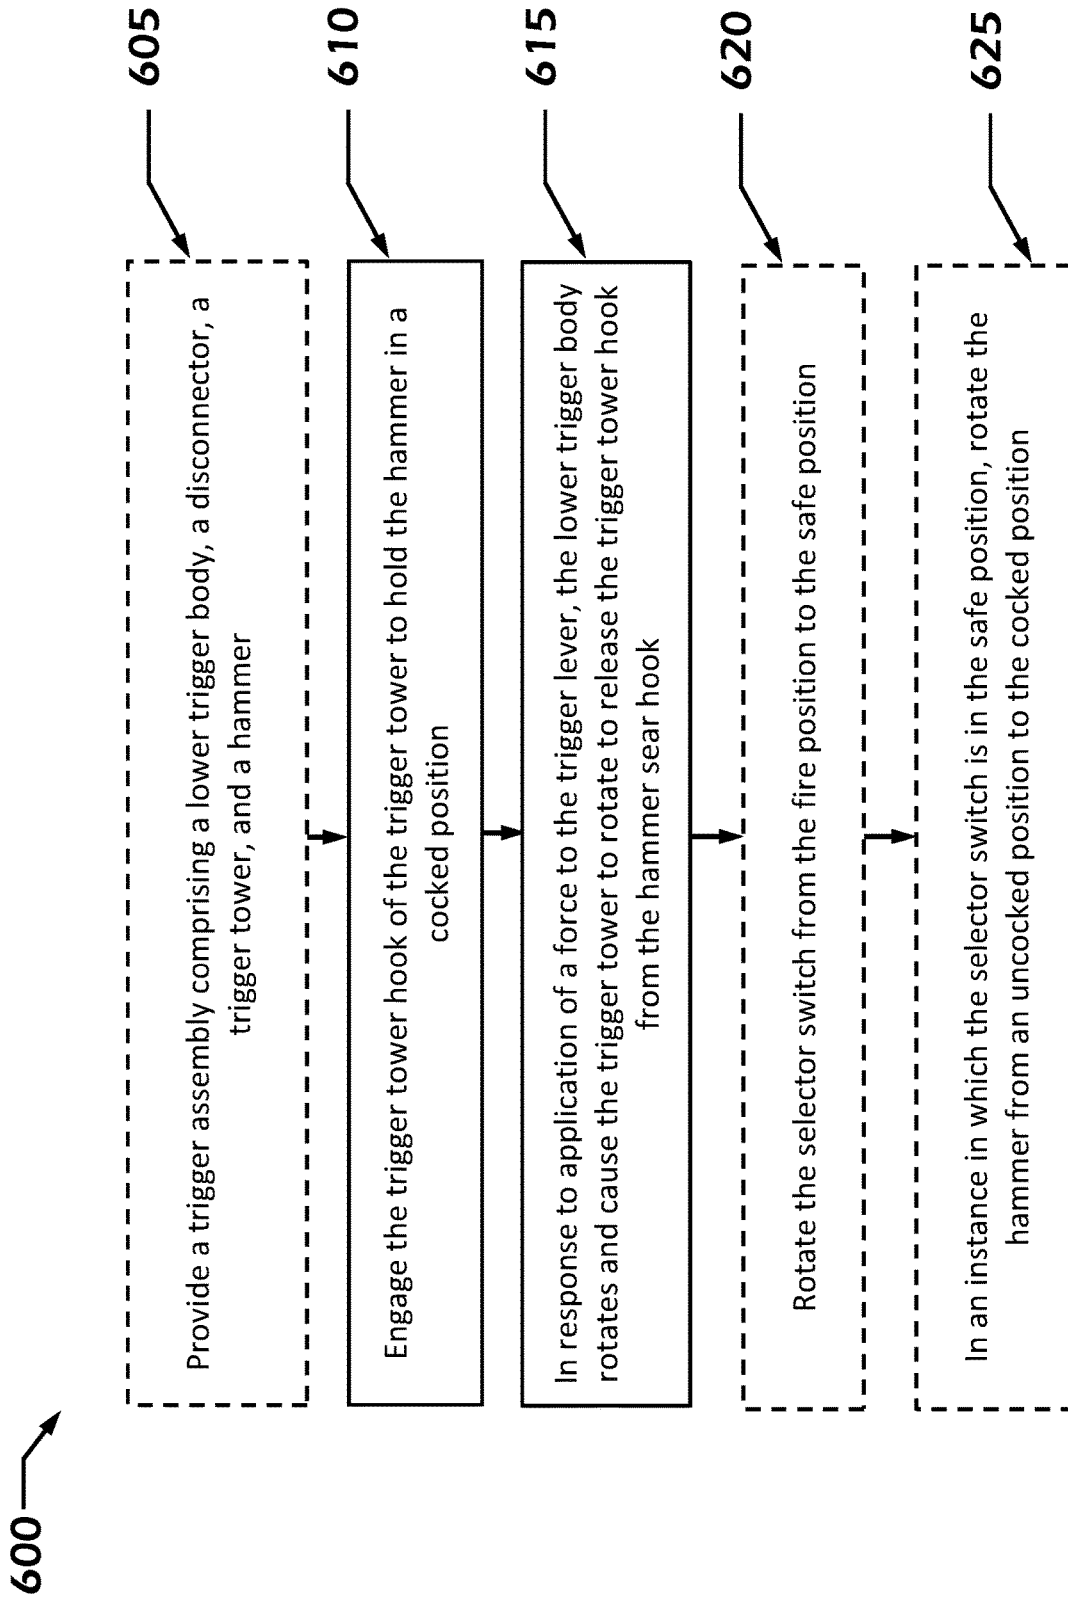 600
605
Provide a trigger assembly comprising a lower trigger body, a disconnector, a
trigger tower, and a hammer
610
Engage the trigger tower hook of the trigger tower to hold the hammer in a
cocked position
615
In response to application of a force to the trigger lever, the lower trigger body
rotates and cause the trigger tower to rotate to release the trigger tower hook
from the hammer sear hook
620
Rotate the selector switch from the fire position to the safe position
625
In an instance in which the selector switch is in the safe position, rotate the
hammer from an uncocked position to the cocked position